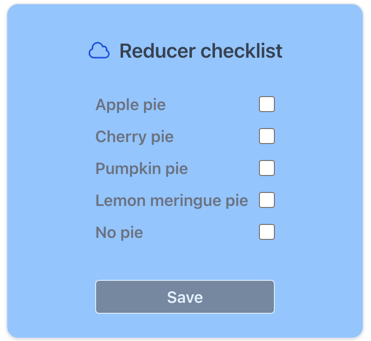 Reducer checklist
Apple pie
Cherry pie
Pumpkin pie
Lemon meringue pie
No pie
Save